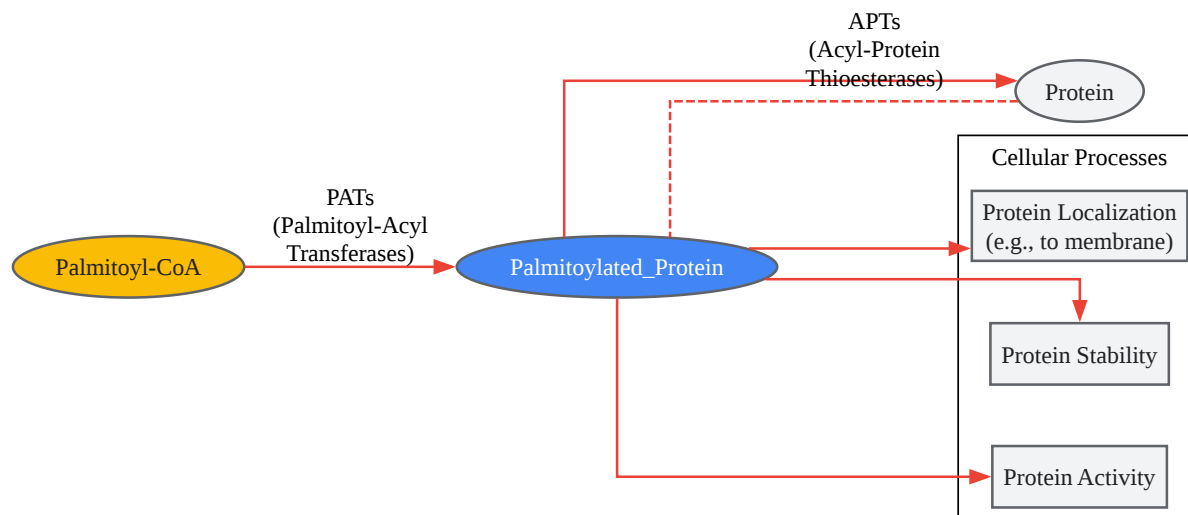 APTs
(Acyl-Protein
Thioesterases)
Protein
Cellular Processes
PATs
(Palmitoyl-Acyl
Transferases)
Protein Localization
(e.g., to membrane)
Palmitoyl-CoA
Palmitoylated_Protein
Protein Stability
Protein Activity